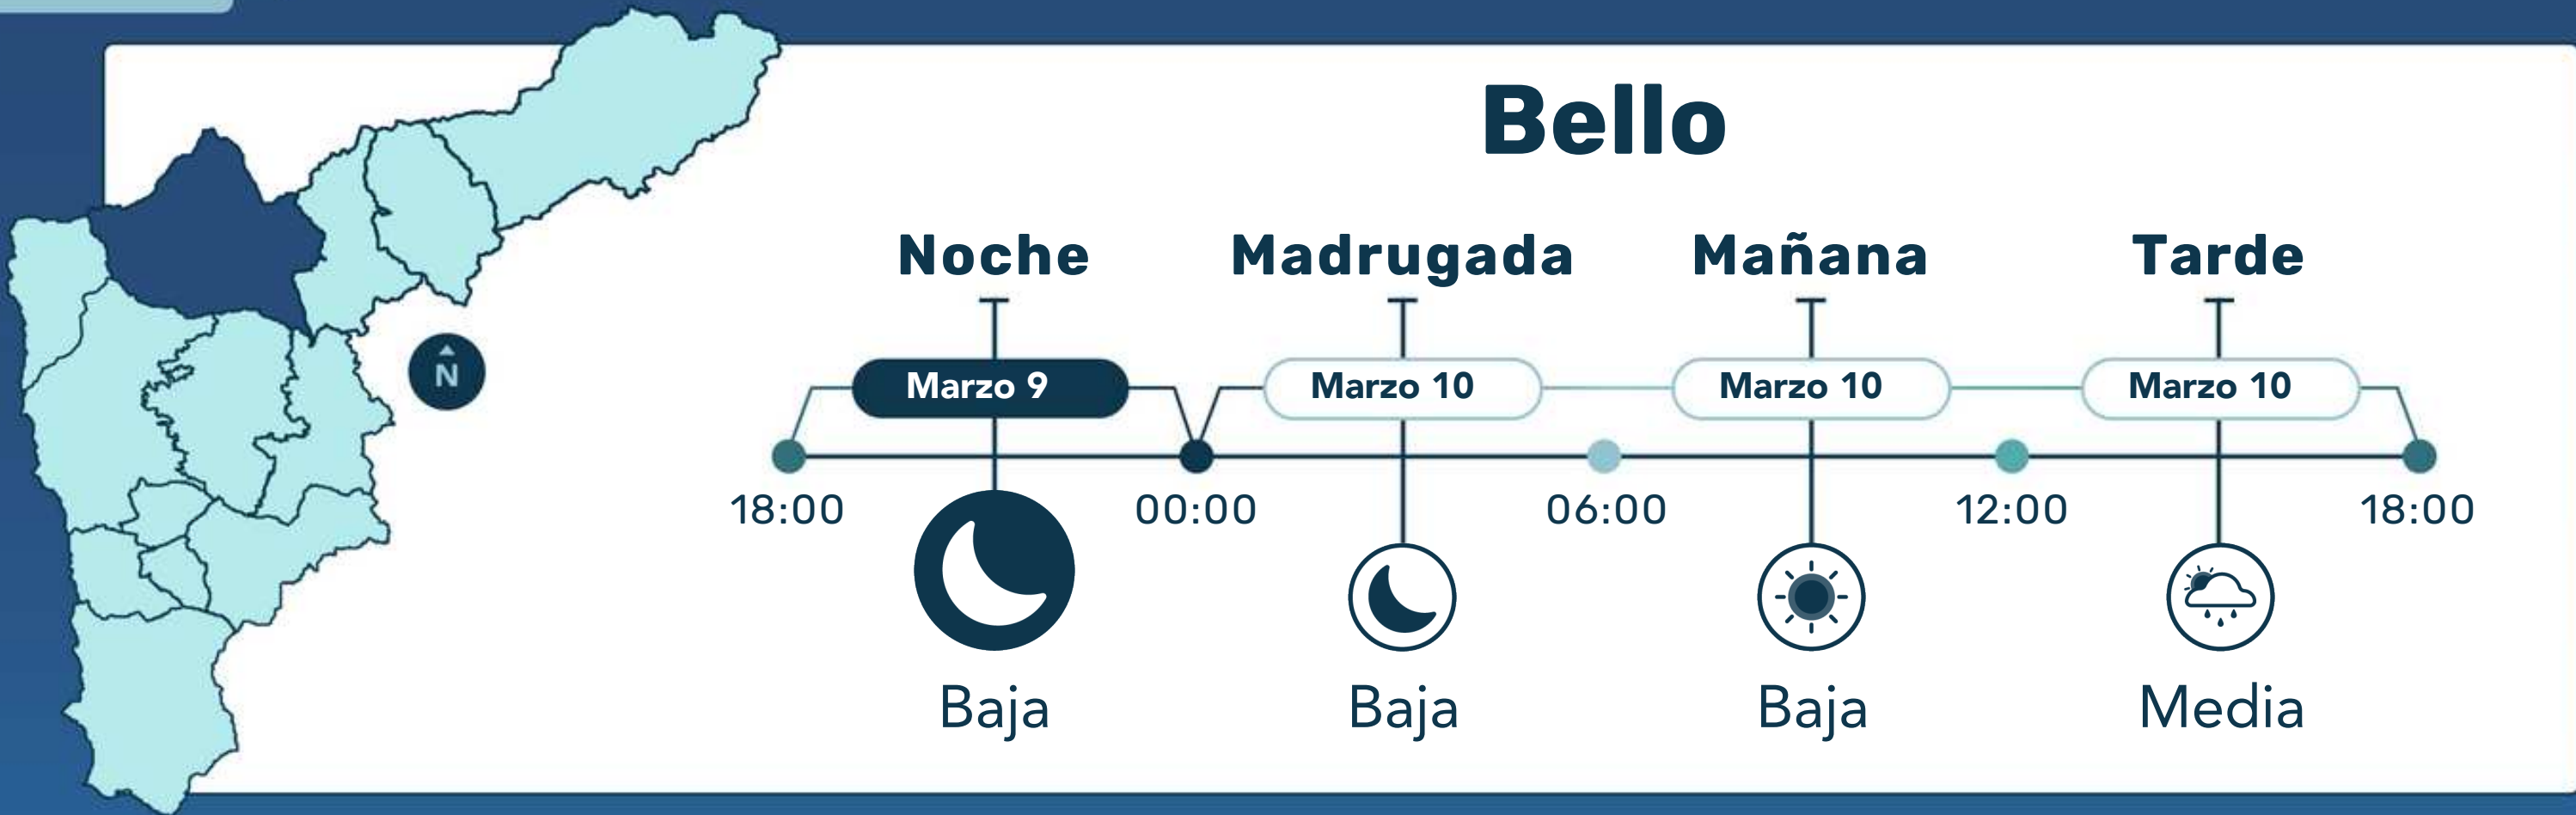 Bello
Noche Madrugada Mañana Tarde
Marzo 9 Marzo 10 Marzo 10 Marzo 10
N
18:00 00:00 06:00 12:00 18:00
Baja Baja Baja Media